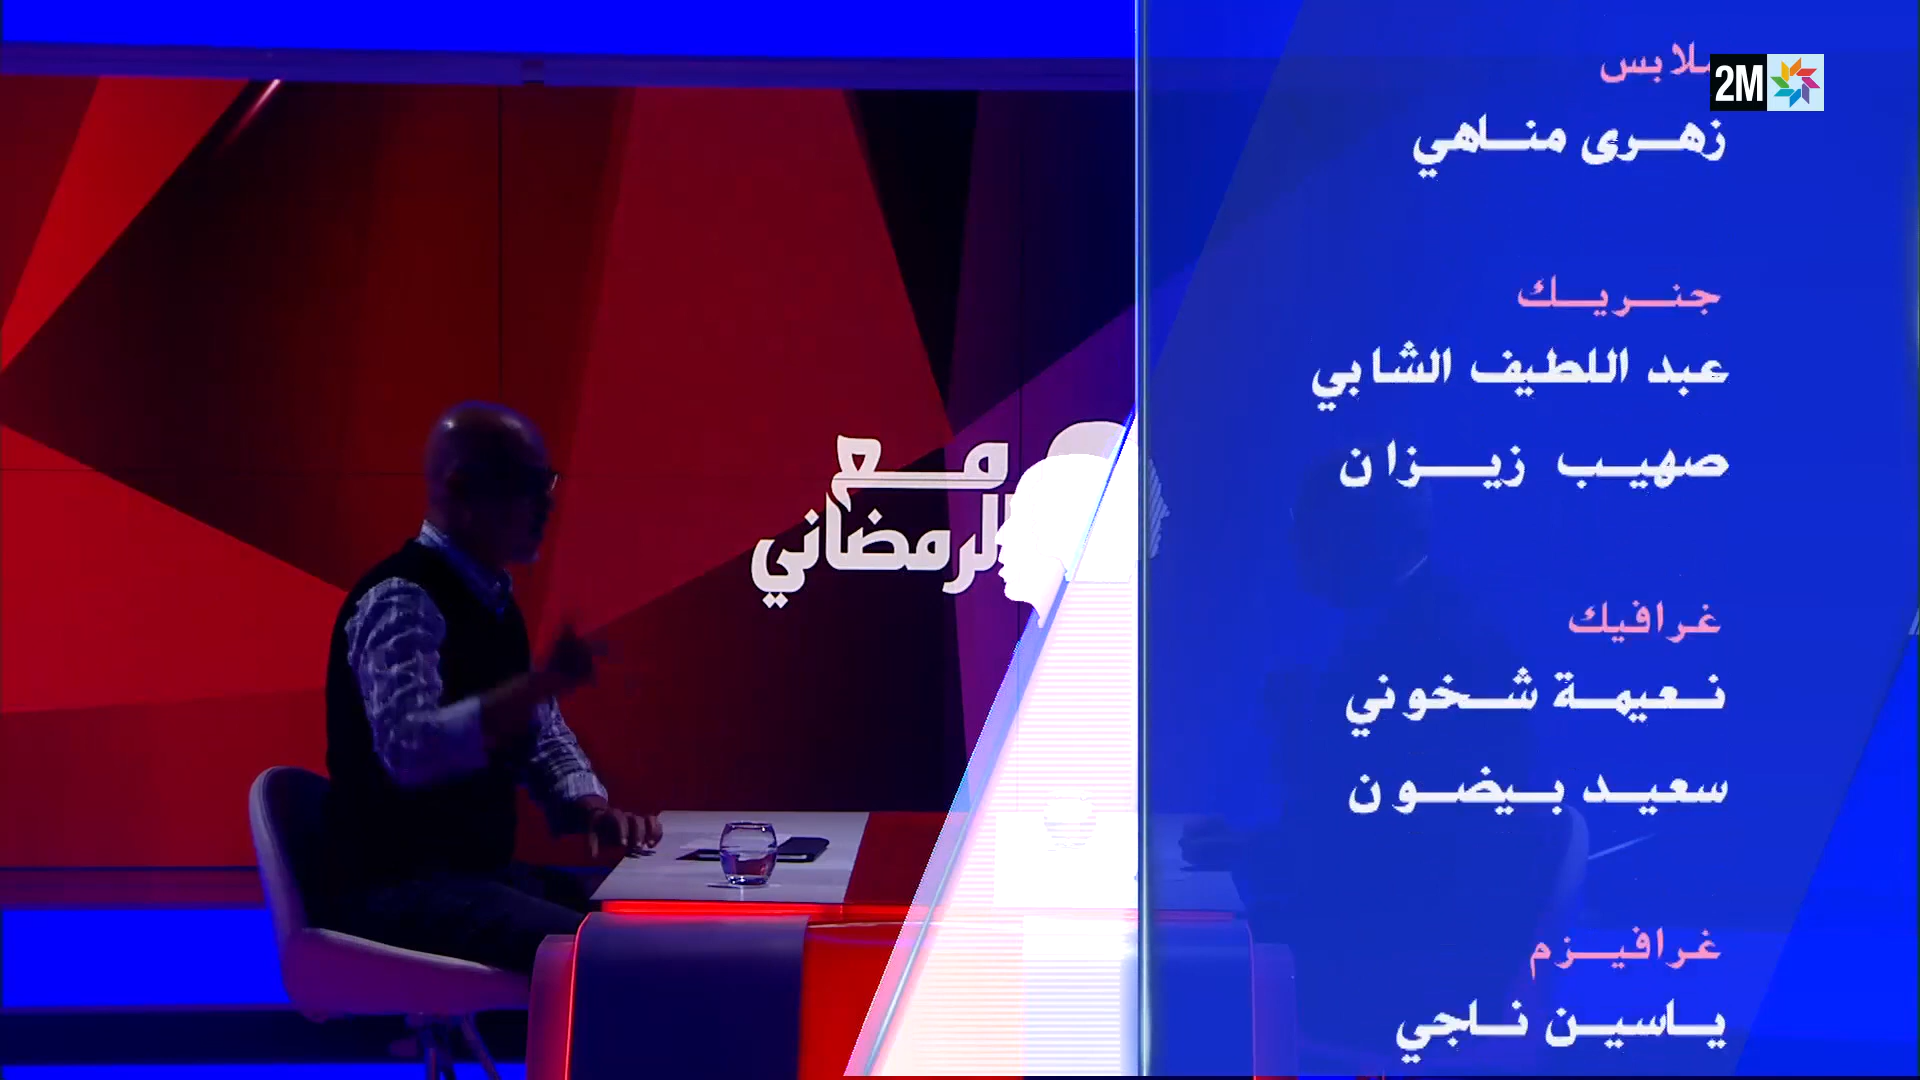 مع
الرمضاني
2M
ملابس
زهرى مناهي
جنريك
عبد اللطيف الشابي
صهيب زيزان
غرافيك
نعيمة شخوني
سعيد بيضون
غرافيزم
ياسين ناجي